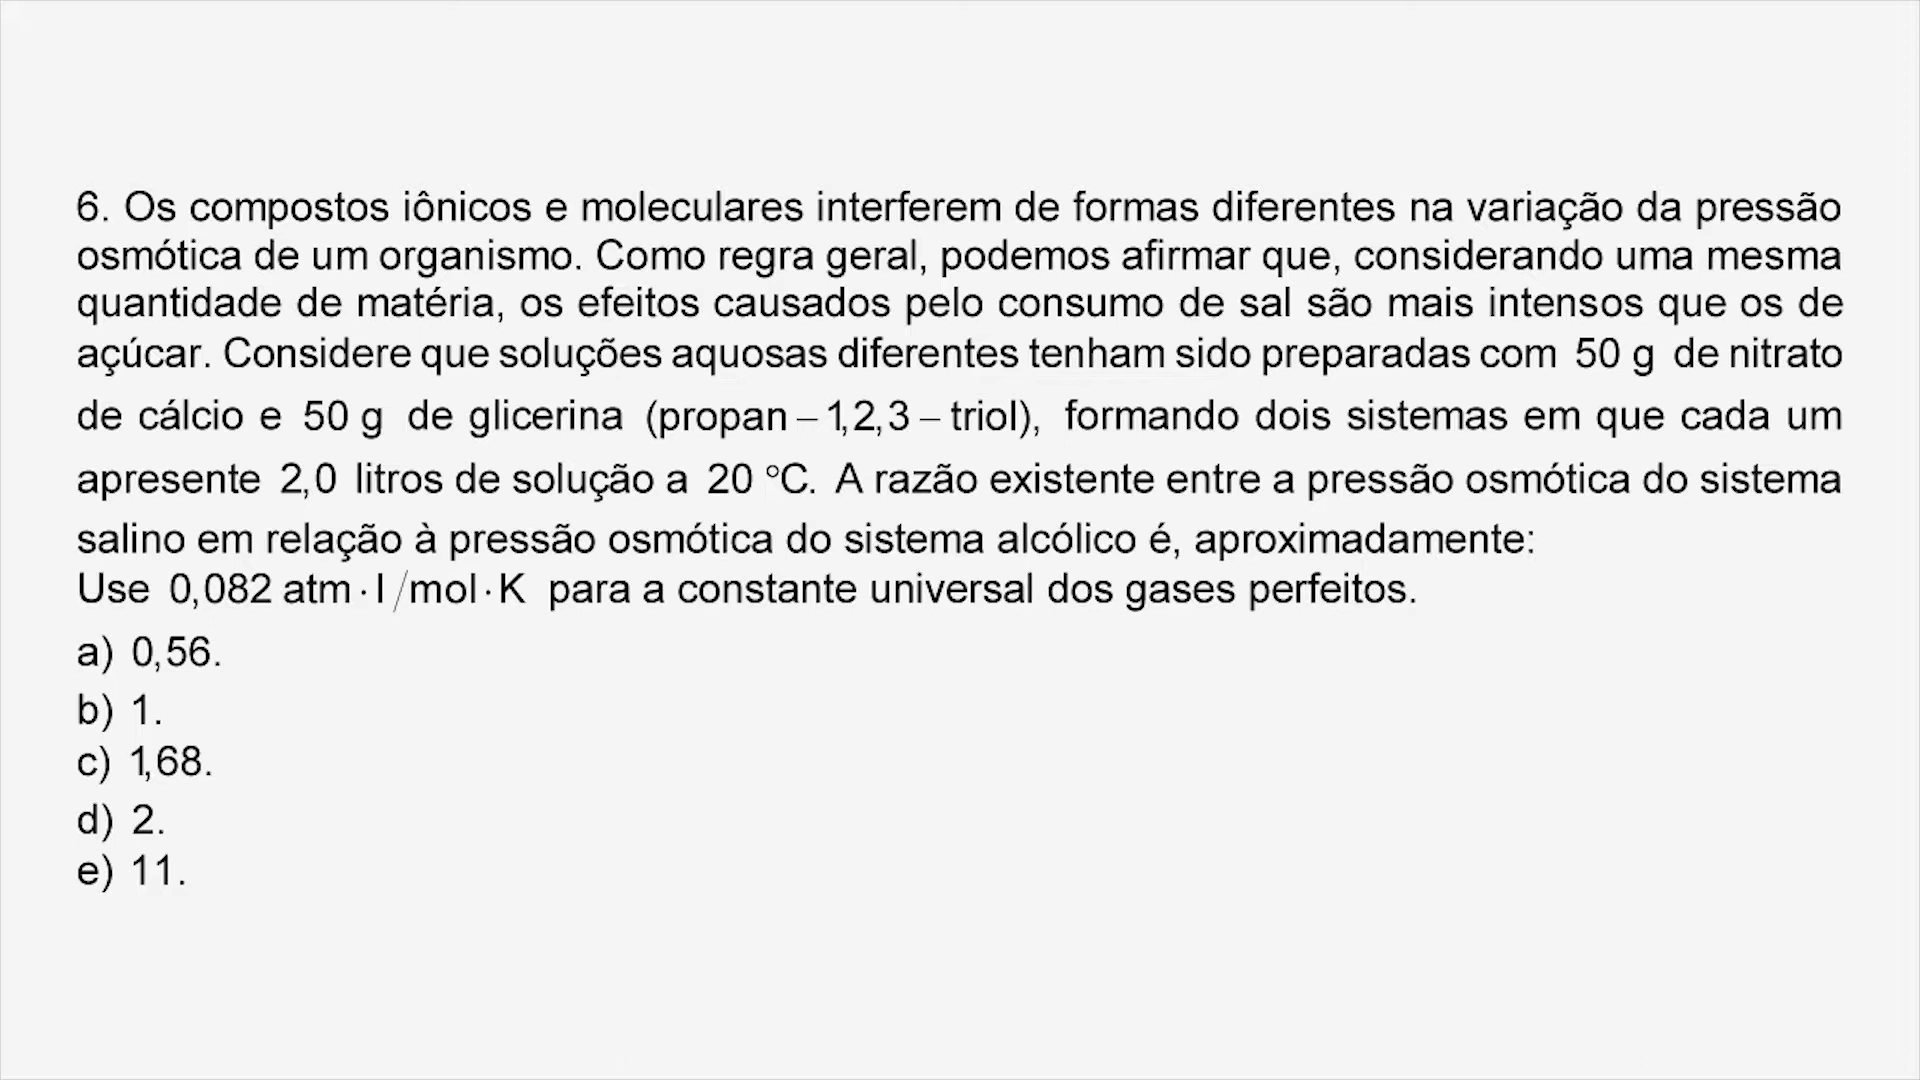 6. Os compostos iônicos e moleculares interferem de formas diferentes na variação da pressão
osmótica de um organismo. Como regra geral, podemos afirmar que, considerando uma mesma
quantidade de matéria, os efeitos causados pelo consumo de sal são mais intensos que os de
açúcar. Considere que soluções aquosas diferentes tenham sido preparadas com 50 g de nitrato
de cálcio e 50 g de glicerina (propan – 1,2,3 – triol), formando dois sistemas em que cada um
apresente 2,0 litros de solução a 20 °C. A razão existente entre a pressão osmótica do sistema
salino em relação à pressão osmótica do sistema alcólico é, aproximadamente:
Use 0,082 atm · l /mol · K para a constante universal dos gases perfeitos.
a) 0,56.
b) 1.
c) 1,68.
d) 2.
e) 11.